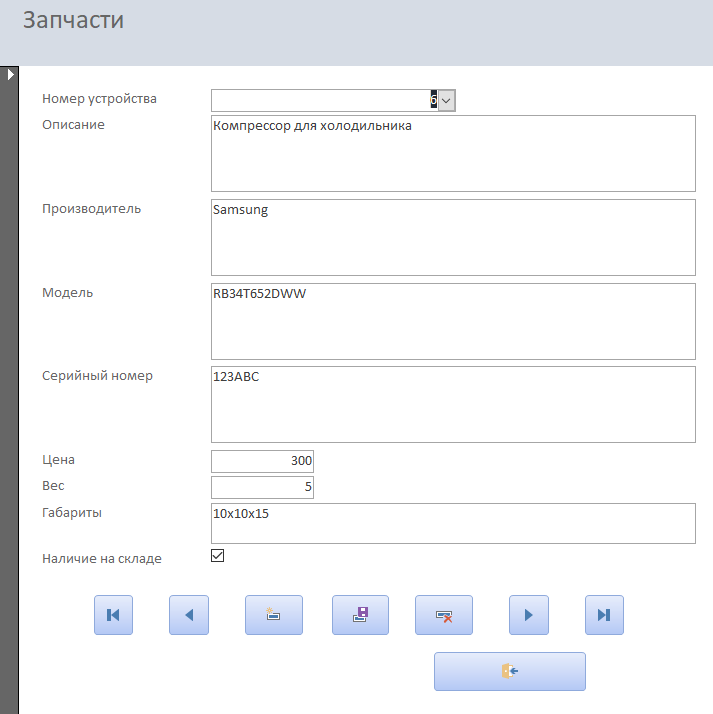 Запчасти
Номер устройства 6
Описание Компрессор для холодильника
Производитель Samsung
Модель RB34T652DWW
Серийный номер 123ABC
Цена 300
Вес 5
Габариты 10x10x15
Наличие на складе